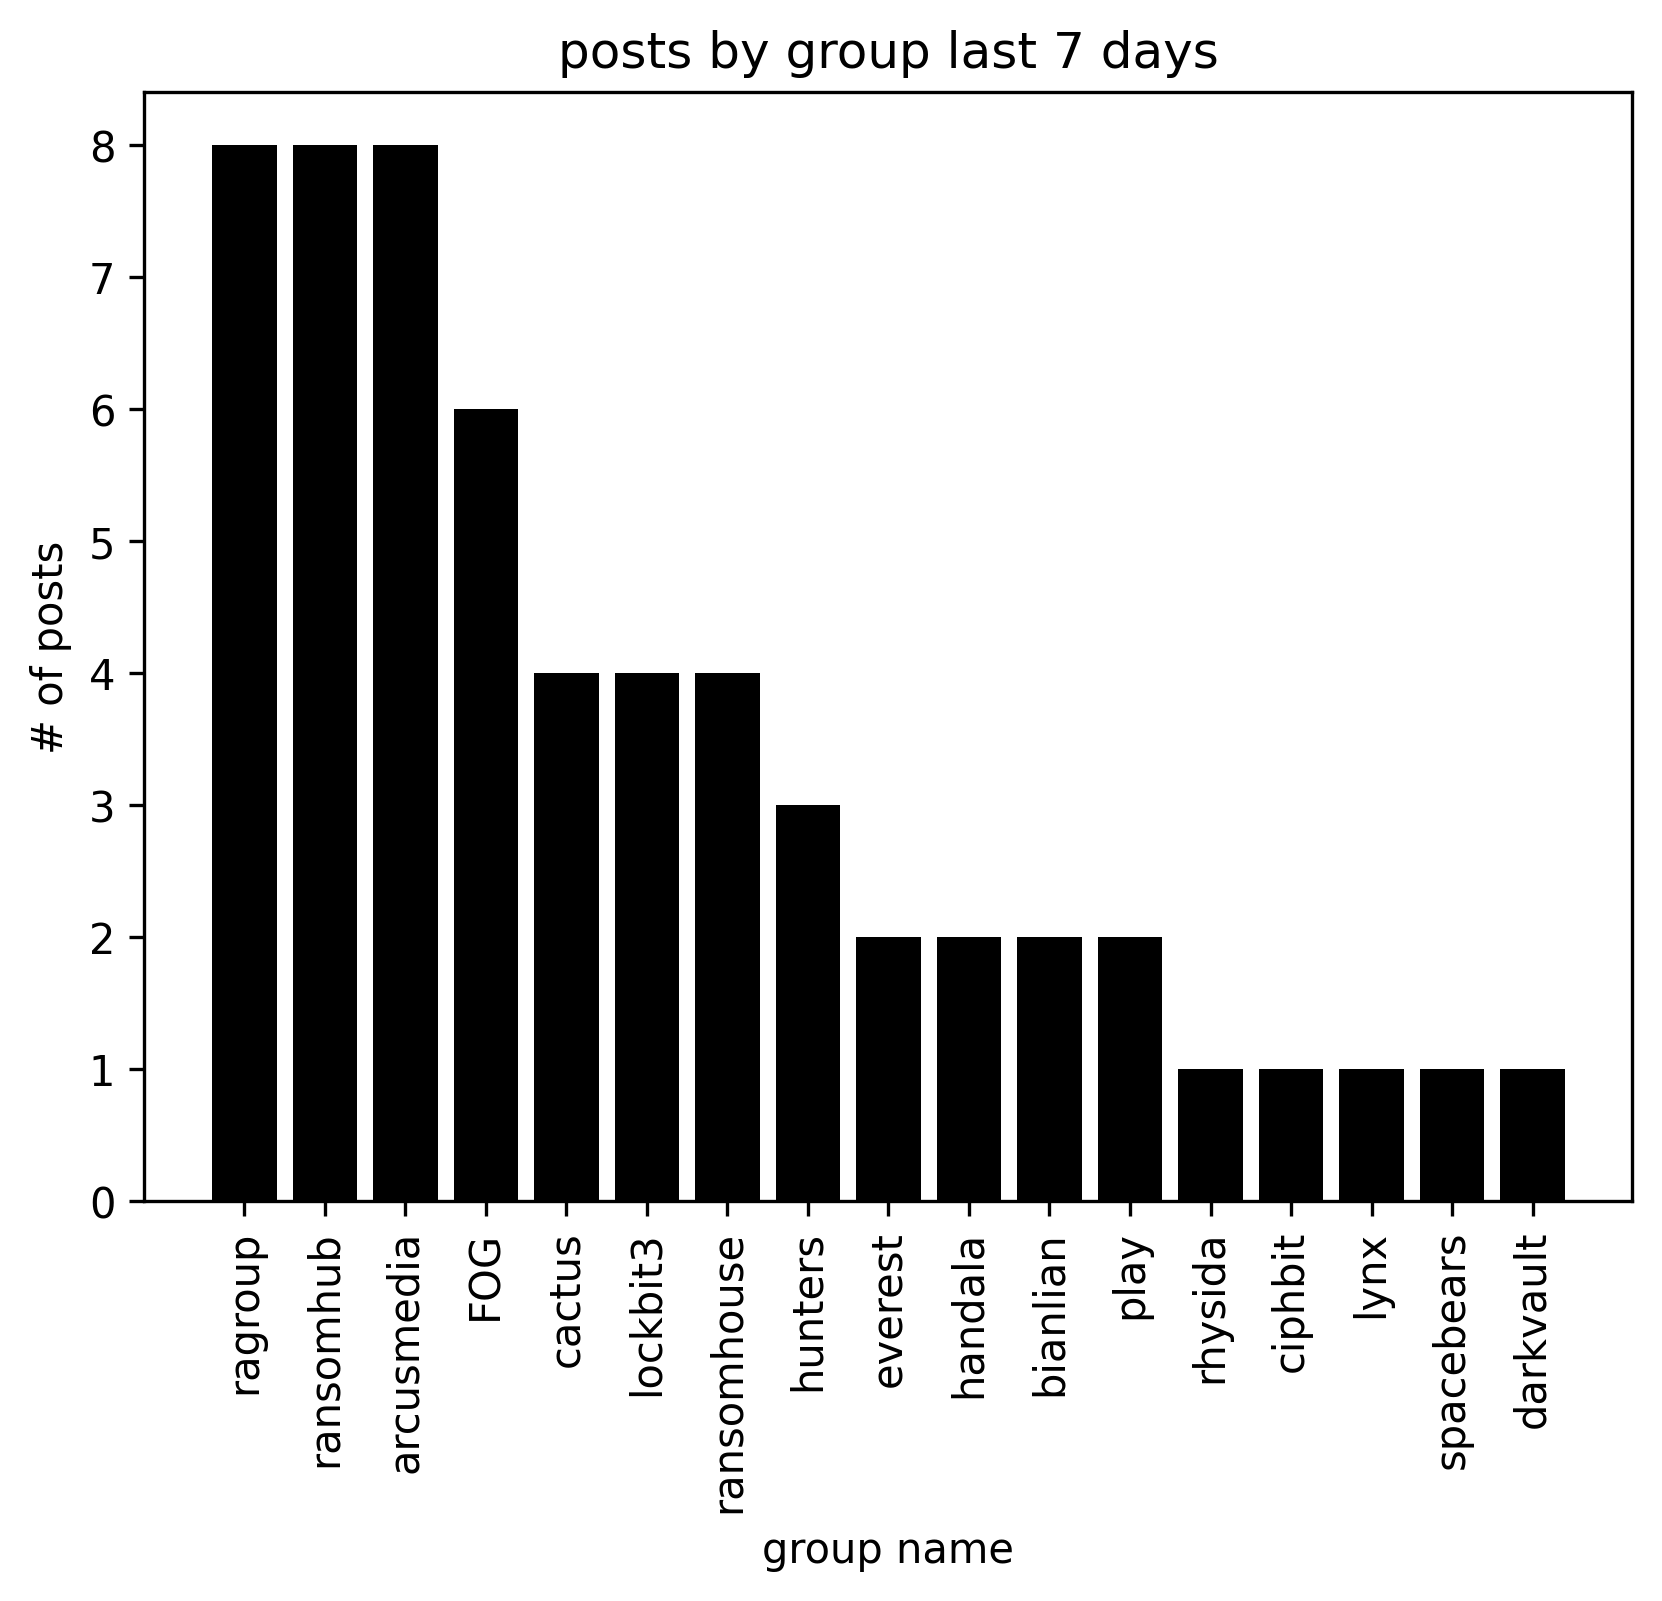 posts by group last 7 days
8
7
6
5
4
3
2
1
0
# of posts
ragroup
ransomhub
arcusmedia
FOG
cactus
lockbit3
ransomhouse
hunters
everest
handala
bianlian
play
rhysida
ciphbit
lynx
spacebears
darkvault
group name